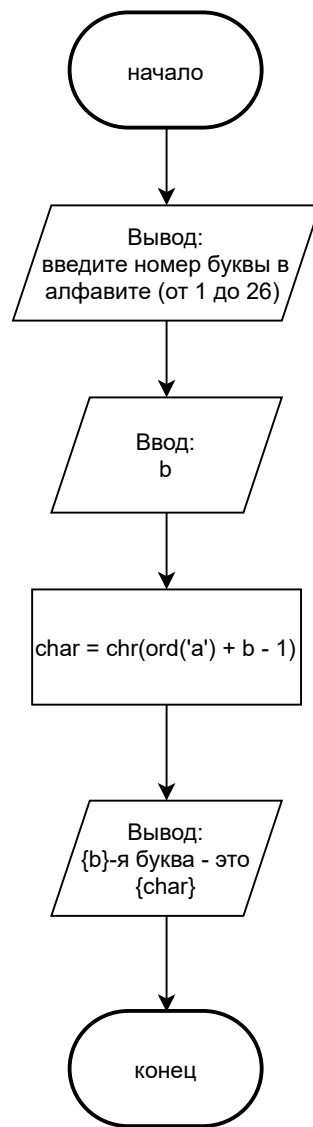 начало
Вывод:
введите номер буквы в
алфавите (от 1 до 26)
Ввод:
b
char = chr(ord('a') + b - 1)
Вывод:
{b}-я буква - это
{char}
конец